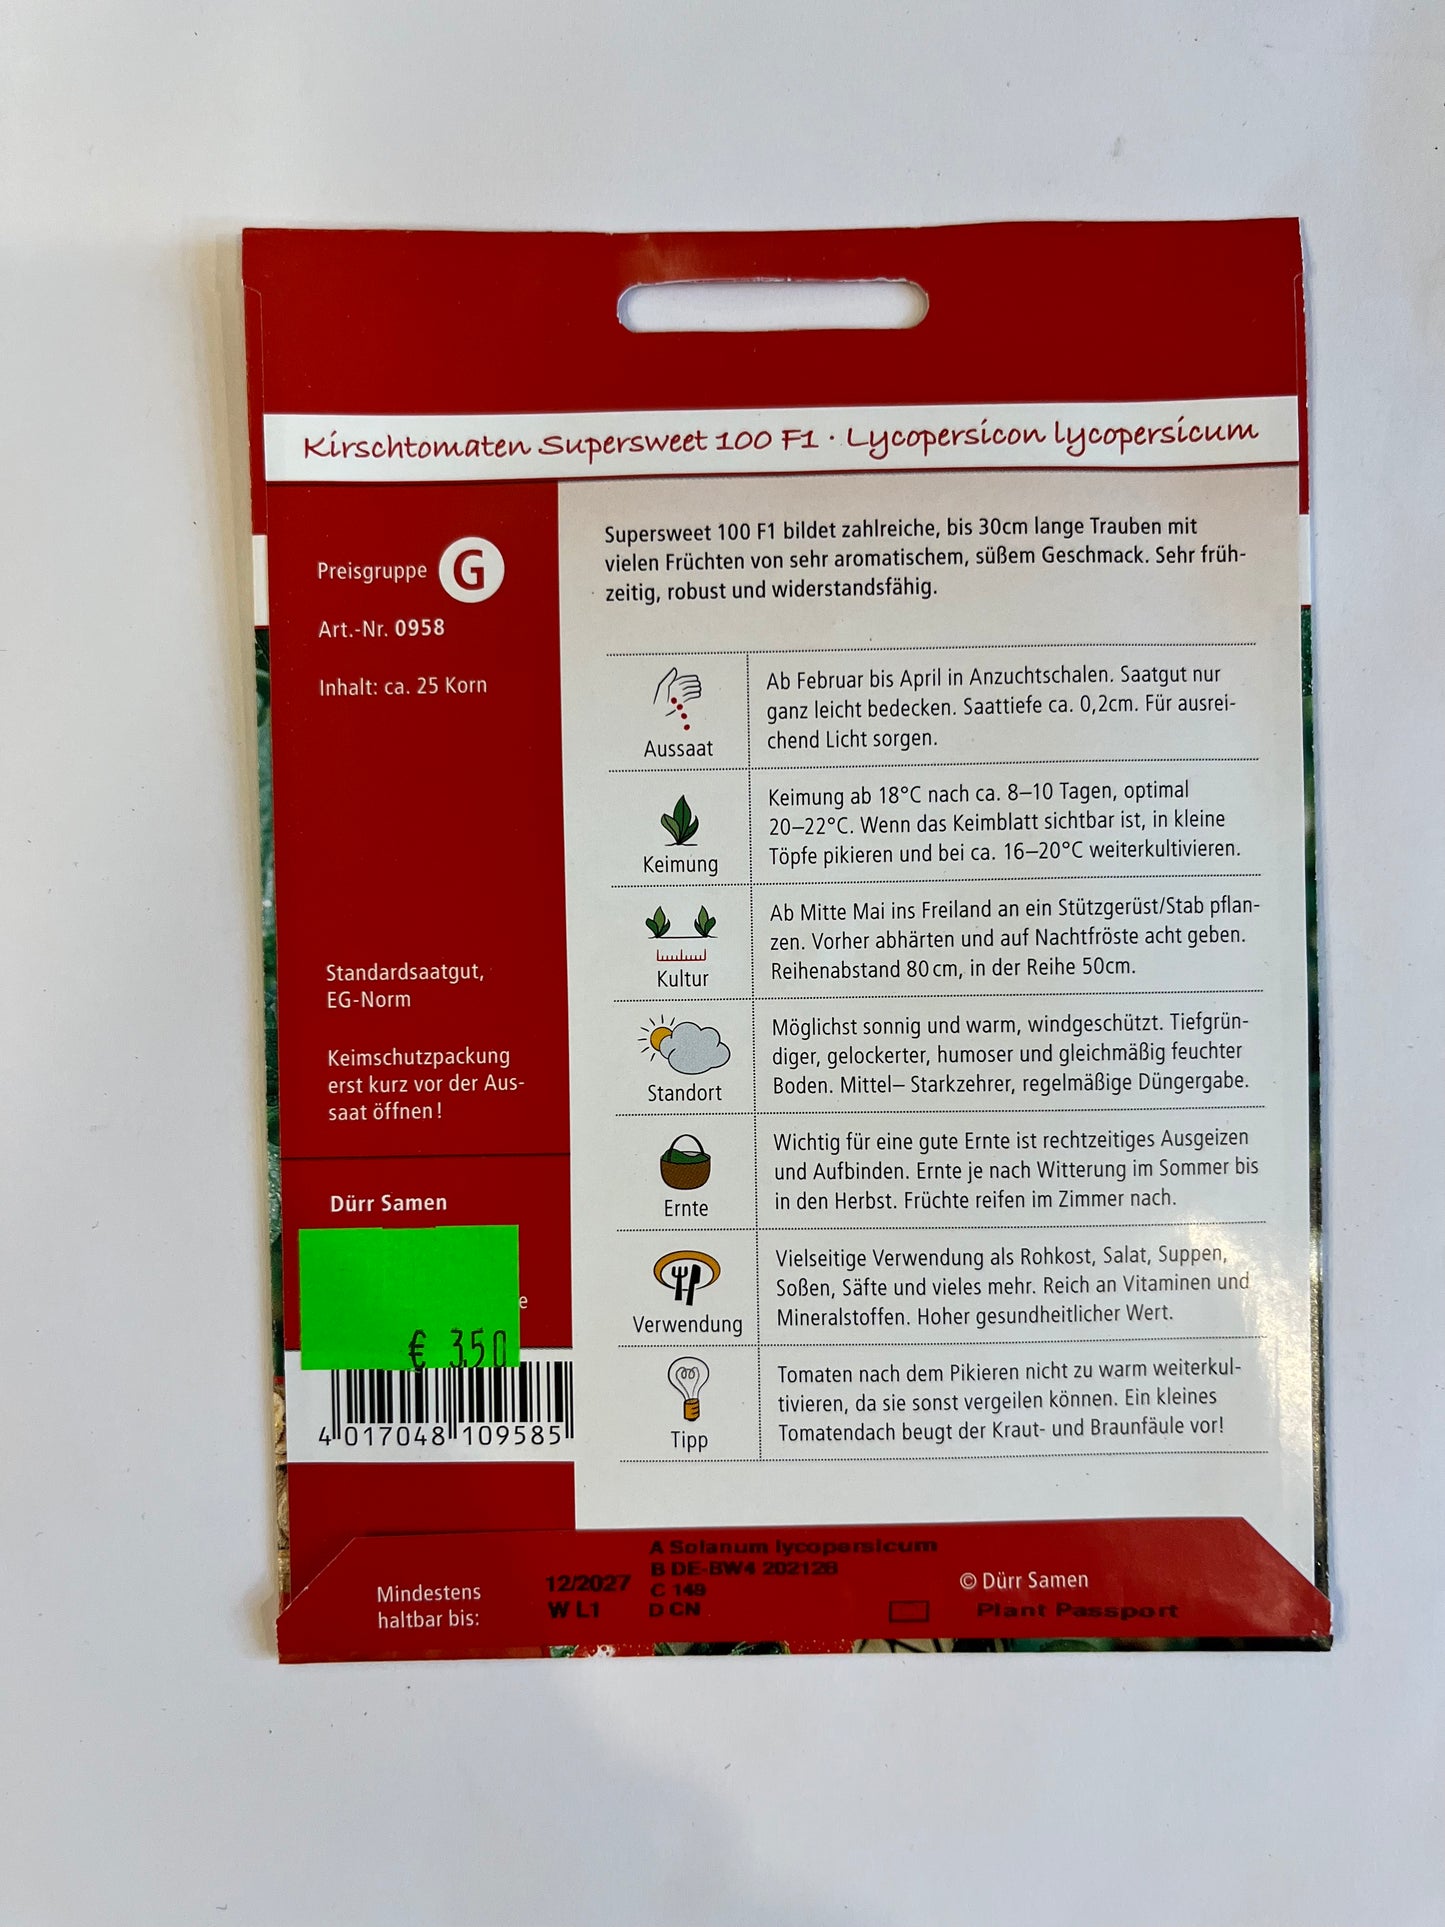 Kirschtomaten Supersweet 100 F1 · Lycopersicon lycopersicum
Preisgruppe G
Art.-Nr. 0958
Inhalt: ca. 25 Korn
Standardsaatgut,
EG-Norm
Keimschutzpackung
erst kurz vor der Aus-
saat öffnen!
Dürr Samen
e
€ 3,50
4 017048 109585
Supersweet 100 F1 bildet zahlreiche, bis 30cm lange Trauben mit
vielen Früchten von sehr aromatischem, süßem Geschmack. Sehr früh-
zeitig, robust und widerstandsfähig.
Aussaat
Ab Februar bis April in Anzuchtschalen. Saatgut nur
ganz leicht bedecken. Saattiefe ca. 0,2cm. Für ausrei-
chend Licht sorgen.
Keimung
Keimung ab 18°C nach ca. 8–10 Tagen, optimal
20–22°C. Wenn das Keimblatt sichtbar ist, in kleine
Töpfe pikieren und bei ca. 16–20°C weiterkultivieren.
Kultur
Ab Mitte Mai ins Freiland an ein Stützgerüst/Stab pflan-
zen. Vorher abhärten und auf Nachtfröste acht geben.
Reihenabstand 80 cm, in der Reihe 50cm.
Standort
Möglichst sonnig und warm, windgeschützt. Tiefgrün-
diger, gelockerter, humoser und gleichmäßig feuchter
Boden. Mittel– Starkzehrer, regelmäßige Düngergabe.
Ernte
Wichtig für eine gute Ernte ist rechtzeitiges Ausgeizen
und Aufbinden. Ernte je nach Witterung im Sommer bis
in den Herbst. Früchte reifen im Zimmer nach.
Verwendung
Vielseitige Verwendung als Rohkost, Salat, Suppen,
Soßen, Säfte und vieles mehr. Reich an Vitaminen und
Mineralstoffen. Hoher gesundheitlicher Wert.
Tipp
Tomaten nach dem Pikieren nicht zu warm weiterkul-
tivieren, da sie sonst vergeilen können. Ein kleines
Tomatendach beugt der Kraut- und Braunfäule vor!
Mindestens
haltbar bis:
12/2027
W L1
A Solanum lycopersicum
B DE-BW4 202128
C 149
D CN
© Dürr Samen
Plant Passport